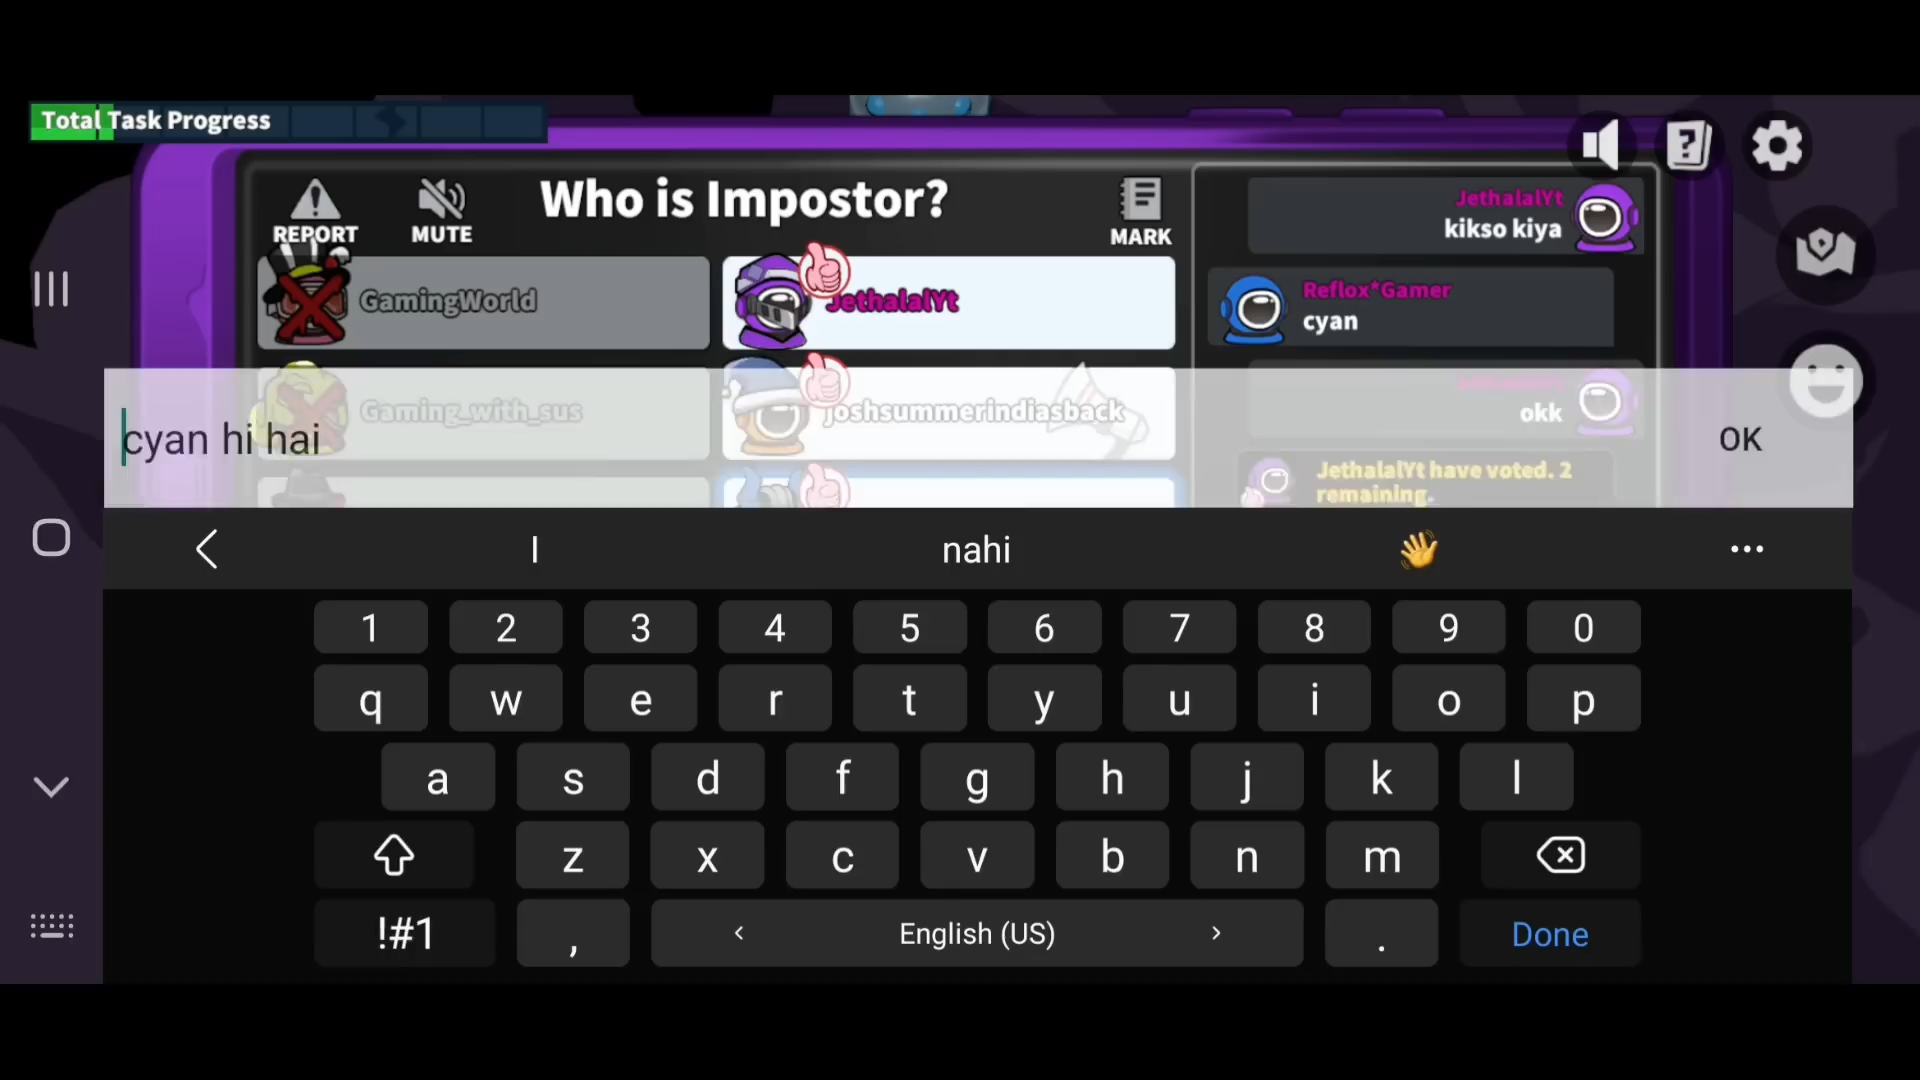 Total Task Progress
REPORT
MUTE
Who is Impostor?
MARK
JethalalYt
kikso kiya
GamingWorld
JethalalYt
Reflox*Gamer
cyan
Gaming_with_sus
joshsummerindiasback
okk
cyan hi hai
OK
JethalalYt have voted. 2
remaining.
I
nahi
1 2 3 4 5 6 7 8 9 0
q w e r t y u i o p
a s d f g h j k l
z x c v b n m
!#1 , English (US) . Done